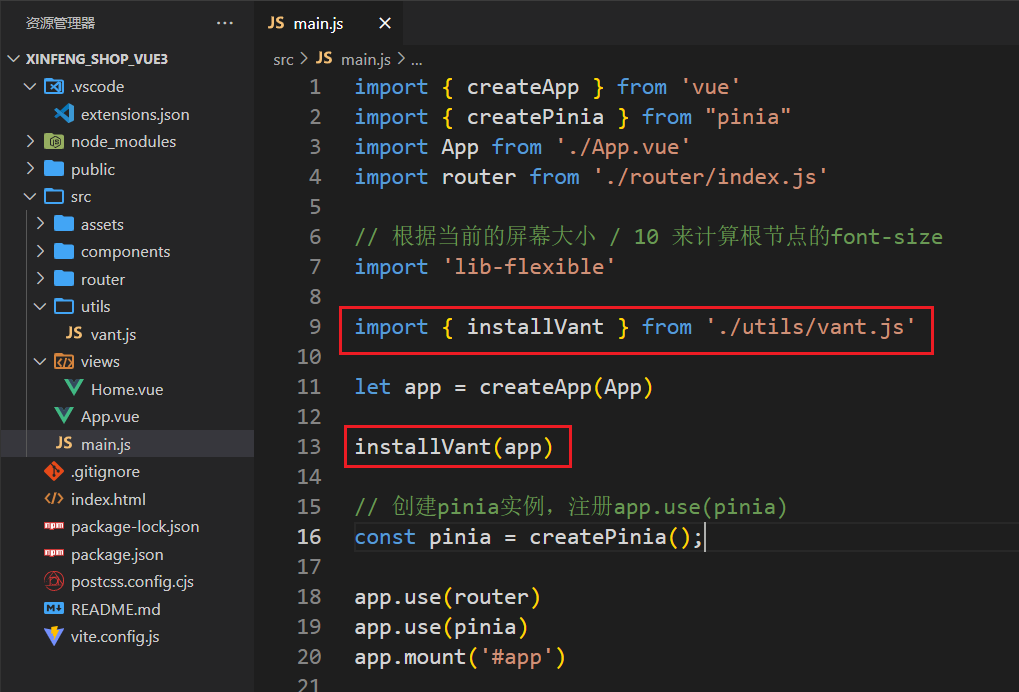 资源管理器 ...
XINFENG_SHOP_VUE3
.vscode
extensions.json
node_modules
public
src
assets
components
router
utils
JS vant.js
views
Home.vue
App.vue
JS main.js
.gitignore
index.html
npm package-lock.json
npm package.json
postcss.config.cjs
README.md
vite.config.js
JS main.js ×
src > JS main.js > ...
1 import { createApp } from 'vue'
2 import { createPinia } from "pinia"
3 import App from './App.vue'
4 import router from './router/index.js'
5
6 // 根据当前的屏幕大小 / 10 来计算根节点的font-size
7 import 'lib-flexible'
8
9 import { installVant } from './utils/vant.js'
10
11 let app = createApp(App)
12
13 installVant(app)
14
15 // 创建pinia实例，注册app.use(pinia)
16 const pinia = createPinia();
17
18 app.use(router)
19 app.use(pinia)
20 app.mount('#app')
21